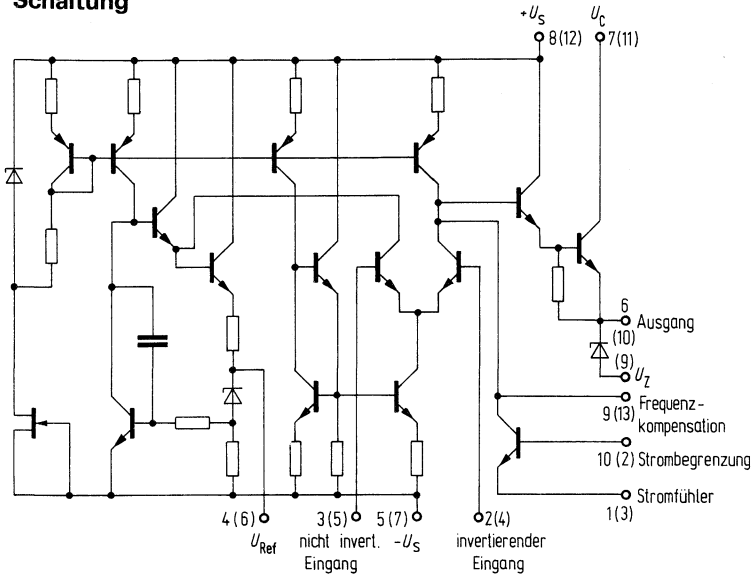 Schaltung
+U_S U_C
8(12) 7(11)
6
Ausgang
(10)
(9)
U_Z
9(13) Frequenz-
kompensation
10(2) Strombegrenzung
Stromfühler
1(3)
4(6) 3(5) 5(7) 2(4)
U_Ref nicht invert. -U_S invertierender
Eingang Eingang